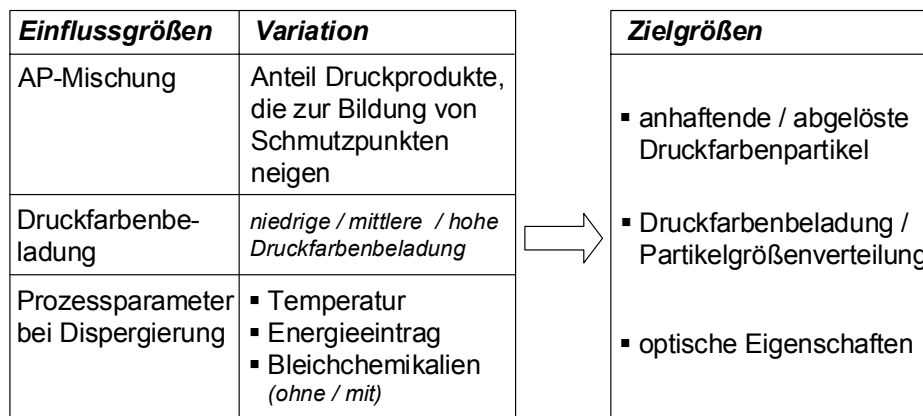 Einflussgrößen
Variation
Zielgrößen
AP-Mischung
Anteil Druckprodukte,
die zur Bildung von
Schmutzpunkten
neigen
Druckfarbenbe-
ladung
niedrige / mittlere / hohe
Druckfarbenbeladung
Prozessparameter
bei Dispergierung
▪ Temperatur
▪ Energieeintrag
▪ Bleichchemikalien
(ohne / mit)
▪ anhaftende / abgelöste
Druckfarbenpartikel
▪ Druckfarbenbeladung /
Partikelgrößenverteilung
▪ optische Eigenschaften